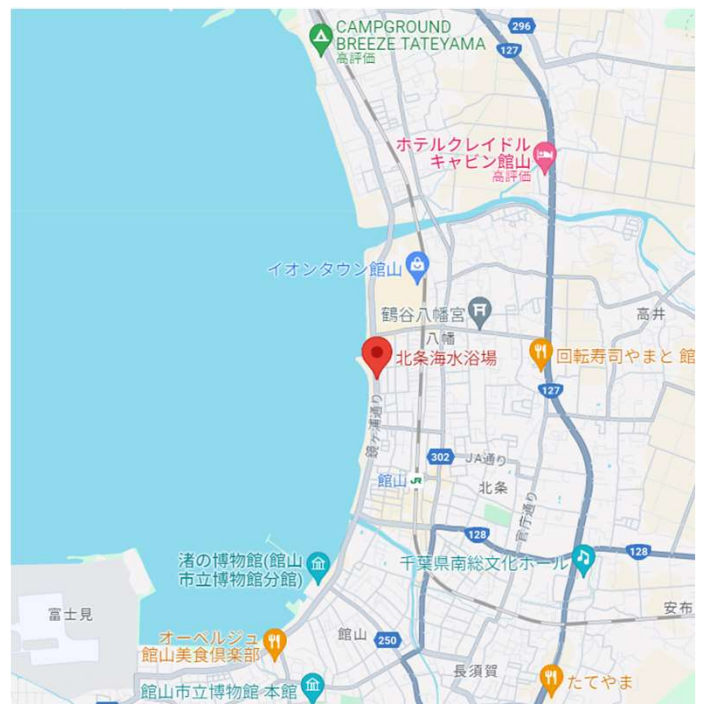 CAMPGROUND
BREEZE TATEYAMA
高評価
296
127
ホテルクレイドル
キャビン館山
高評価
イオンタウン館山
鶴谷八幡宮
高井
八幡
北条海水浴場
回転寿司やまと 館
127
鏡ヶ浦通り
302
JA通り
館山
JR
北条
官庁通り
128
128
渚の博物館(館山
市立博物館分館)
千葉県南総文化ホール
富士見
安布
オーベルジュ
館山美食倶楽部
館山
250
長須賀
館山市立博物館 本館
たてやま